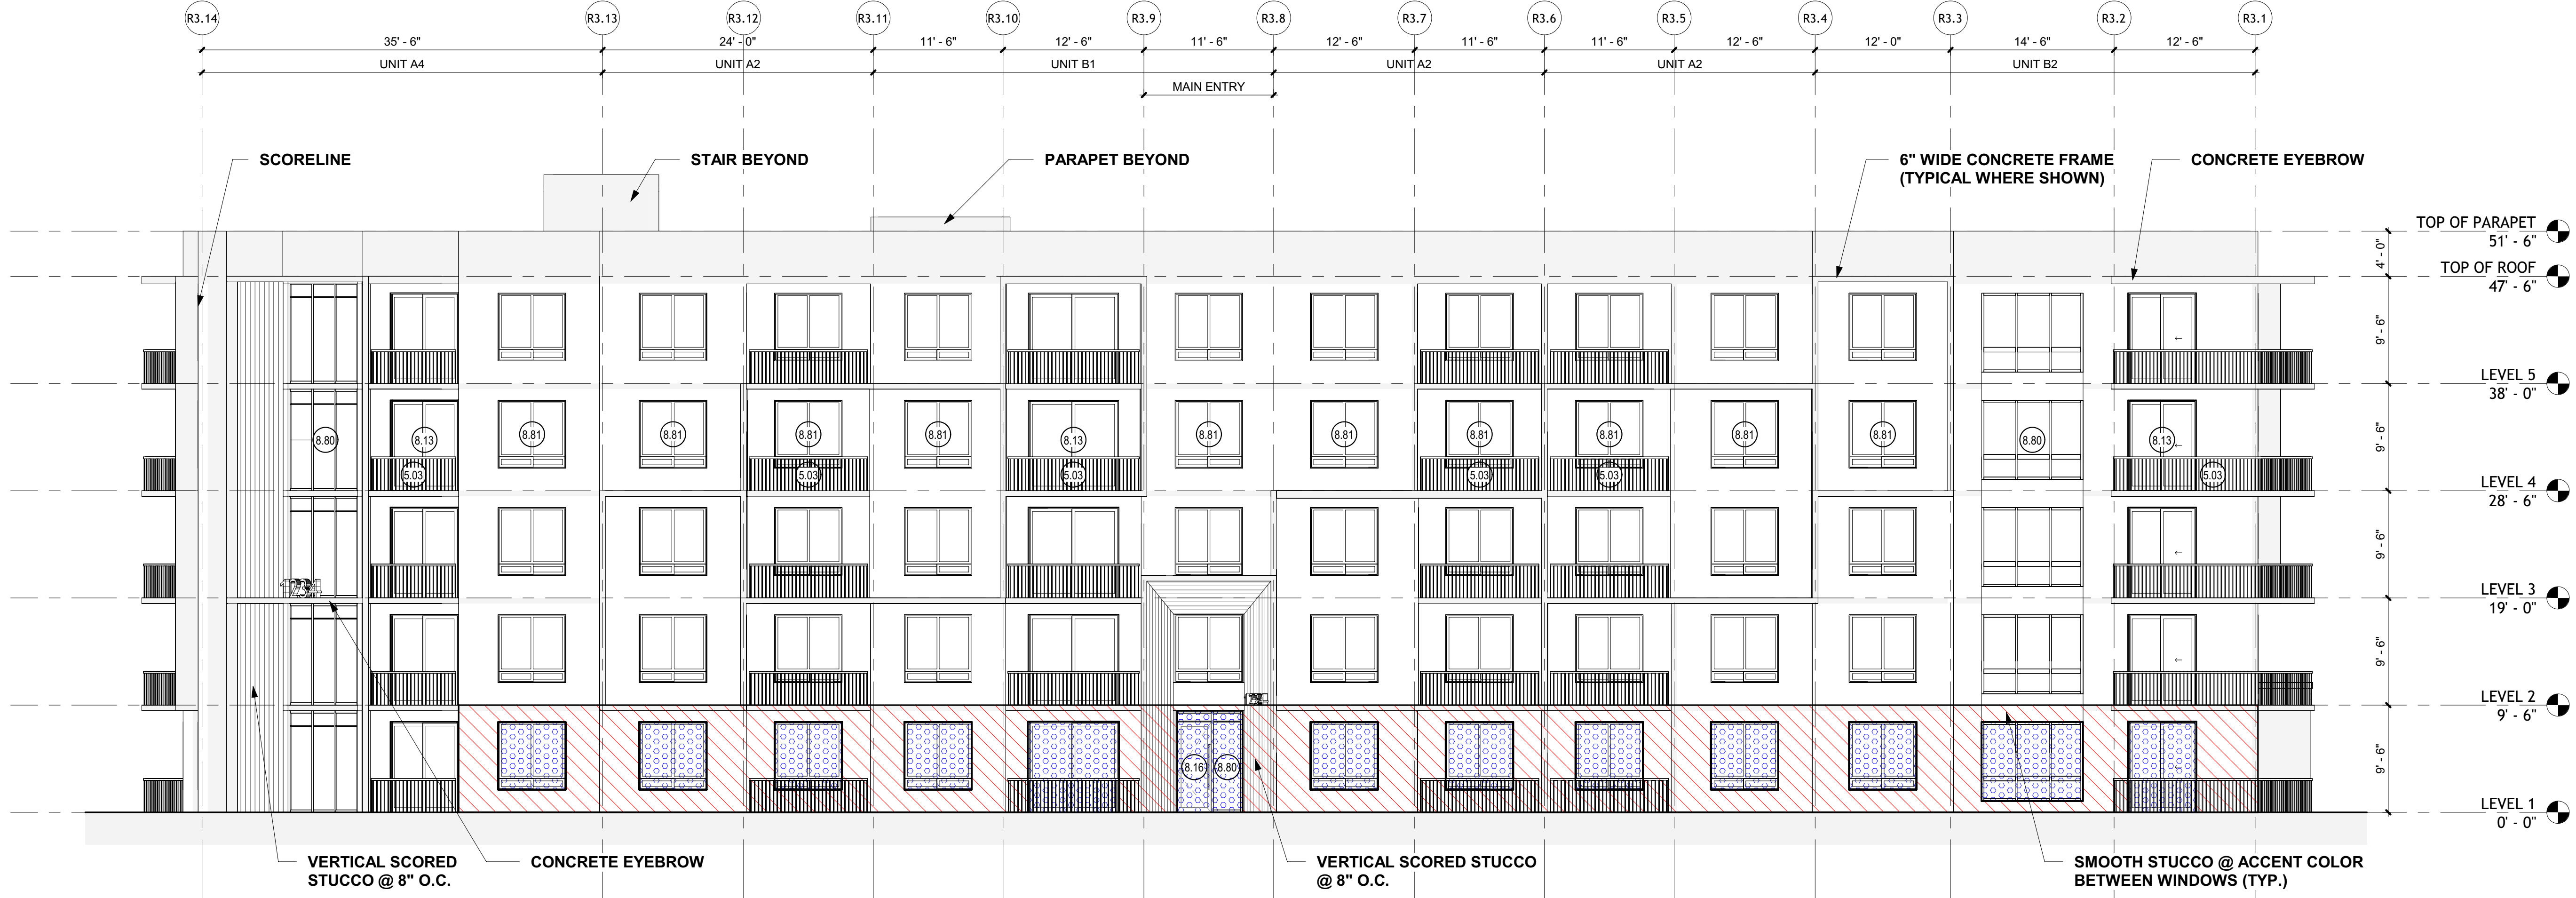 R3.14 R3.13 R3.12 R3.11 R3.10 R3.9 R3.8 R3.7 R3.6 R3.5 R3.4 R3.3 R3.2 R3.1
35' - 6" 24' - 0" 11' - 6" 12' - 6" 11' - 6" 12' - 6" 11' - 6" 11' - 6" 12' - 6" 12' - 0" 14' - 6" 12' - 6"
UNIT A4 UNIT A2 UNIT B1 UNIT A2 UNIT A2 UNIT B2
MAIN ENTRY
SCORELINE
STAIR BEYOND
PARAPET BEYOND
6" WIDE CONCRETE FRAME
(TYPICAL WHERE SHOWN)
CONCRETE EYEBROW
TOP OF PARAPET
51' - 6"
4' - 0"
TOP OF ROOF
47' - 6"
9' - 6"
LEVEL 5
38' - 0"
8.80 8.13 8.81 8.81 8.81 8.81 8.13 8.81 8.81 8.81 8.81 8.81 8.81 8.80 8.13
9' - 6"
5.03 5.03 5.03 5.03 5.03 5.03
LEVEL 4
28' - 6"
9' - 6"
LEVEL 3
19' - 0"
9' - 6"
LEVEL 2
9' - 6"
8.16 8.80
9' - 6"
LEVEL 1
0' - 0"
VERTICAL SCORED
STUCCO @ 8" O.C.
CONCRETE EYEBROW
VERTICAL SCORED STUCCO
@ 8" O.C.
SMOOTH STUCCO @ ACCENT COLOR
BETWEEN WINDOWS (TYP.)